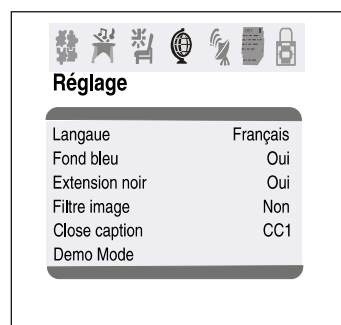 Réglage
Langaue Français
Fond bleu Oui
Extension noir Oui
Filtre image Non
Close caption CC1
Demo Mode